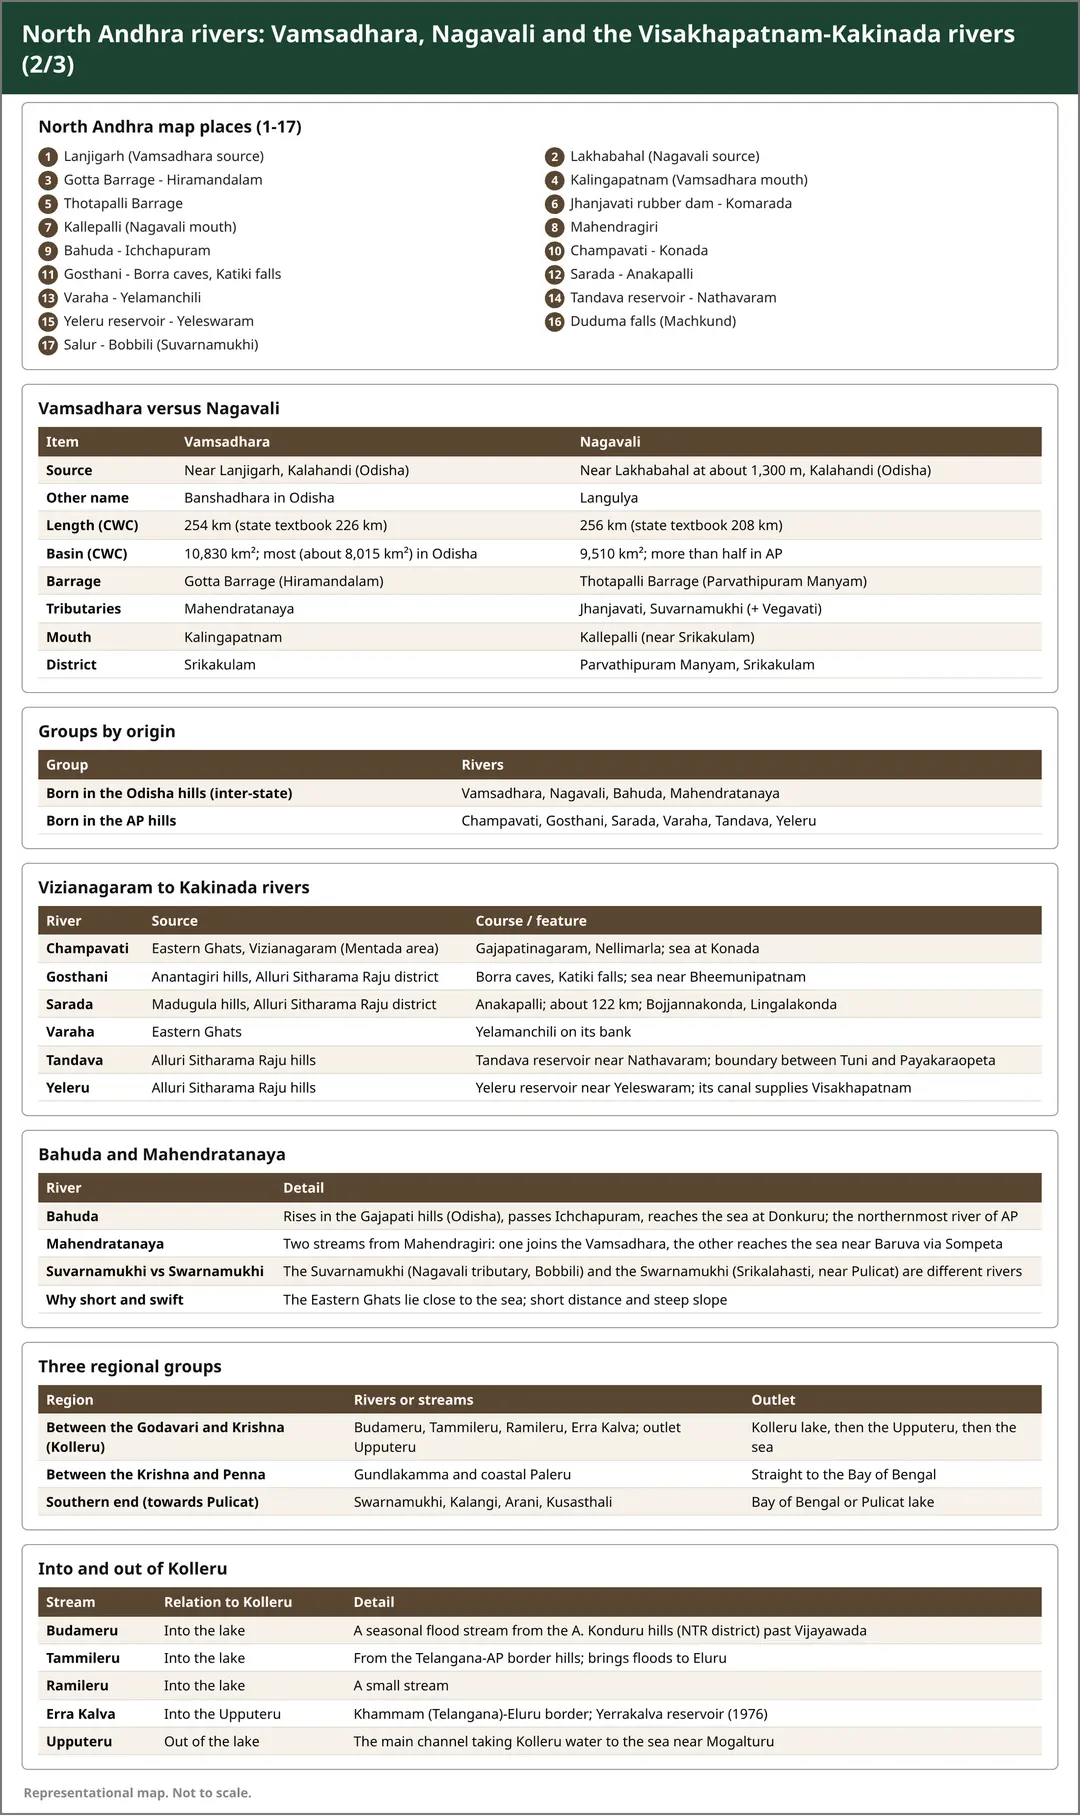 North Andhra rivers: Vamsadhara, Nagavali and the Visakhapatnam-Kakinada rivers
(2/3)
North Andhra map places (1-17)
1 Lanjigarh (Vamsadhara source)
2 Lakhabahal (Nagavali source)
3 Gotta Barrage - Hiramandalam
4 Kalingapatnam (Vamsadhara mouth)
5 Thotapalli Barrage
6 Jhanjavati rubber dam - Komarada
7 Kallepalli (Nagavali mouth)
8 Mahendragiri
9 Bahuda - Ichchapuram
10 Champavati - Konada
11 Gosthani - Borra caves, Katiki falls
12 Sarada - Anakapalli
13 Varaha - Yelamanchili
14 Tandava reservoir - Nathavaram
15 Yeleru reservoir - Yeleswaram
16 Duduma falls (Machkund)
17 Salur - Bobbili (Suvarnamukhi)
Vamsadhara versus Nagavali
Item Vamsadhara Nagavali
Source Near Lanjigarh, Kalahandi (Odisha) Near Lakhabahal at about 1,300 m, Kalahandi (Odisha)
Other name Banshadhara in Odisha Langulya
Length (CWC) 254 km (state textbook 226 km) 256 km (state textbook 208 km)
Basin (CWC) 10,830 km²; most (about 8,015 km²) in Odisha 9,510 km²; more than half in AP
Barrage Gotta Barrage (Hiramandalam) Thotapalli Barrage (Parvathipuram Manyam)
Tributaries Mahendratanaya Jhanjavati, Suvarnamukhi (+ Vegavati)
Mouth Kalingapatnam Kallepalli (near Srikakulam)
District Srikakulam Parvathipuram Manyam, Srikakulam
Groups by origin
Group Rivers
Born in the Odisha hills (inter-state) Vamsadhara, Nagavali, Bahuda, Mahendratanaya
Born in the AP hills Champavati, Gosthani, Sarada, Varaha, Tandava, Yeleru
Vizianagaram to Kakinada rivers
River Source Course / feature
Champavati Eastern Ghats, Vizianagaram (Mentada area) Gajapatinagaram, Nellimarla; sea at Konada
Gosthani Anantagiri hills, Alluri Sitharama Raju district Borra caves, Katiki falls; sea near Bheemunipatnam
Sarada Madugula hills, Alluri Sitharama Raju district Anakapalli; about 122 km; Bojjannakonda, Lingalakonda
Varaha Eastern Ghats Yelamanchili on its bank
Tandava Alluri Sitharama Raju hills Tandava reservoir near Nathavaram; boundary between Tuni and Payakaraopeta
Yeleru Alluri Sitharama Raju hills Yeleru reservoir near Yeleswaram; its canal supplies Visakhapatnam
Bahuda and Mahendratanaya
River Detail
Bahuda Rises in the Gajapati hills (Odisha), passes Ichchapuram, reaches the sea at Donkuru; the northernmost river of AP
Mahendratanaya Two streams from Mahendragiri: one joins the Vamsadhara, the other reaches the sea near Baruva via Sompeta
Suvarnamukhi vs Swarnamukhi The Suvarnamukhi (Nagavali tributary, Bobbili) and the Swarnamukhi (Srikalahasti, near Pulicat) are different rivers
Why short and swift The Eastern Ghats lie close to the sea; short distance and steep slope
Three regional groups
Region Rivers or streams Outlet
Between the Godavari and Krishna Budameru, Tammileru, Ramileru, Erra Kalva; outlet Kolleru lake, then the Upputeru, then the
(Kolleru) Upputeru sea
Between the Krishna and Penna Gundlakamma and coastal Paleru Straight to the Bay of Bengal
Southern end (towards Pulicat) Swarnamukhi, Kalangi, Arani, Kusasthali Bay of Bengal or Pulicat lake
Into and out of Kolleru
Stream Relation to Kolleru Detail
Budameru Into the lake A seasonal flood stream from the A. Konduru hills (NTR district) past Vijayawada
Tammileru Into the lake From the Telangana-AP border hills; brings floods to Eluru
Ramileru Into the lake A small stream
Erra Kalva Into the Upputeru Khammam (Telangana)-Eluru border; Yerrakalva reservoir (1976)
Upputeru Out of the lake The main channel taking Kolleru water to the sea near Mogalturu
Representational map. Not to scale.